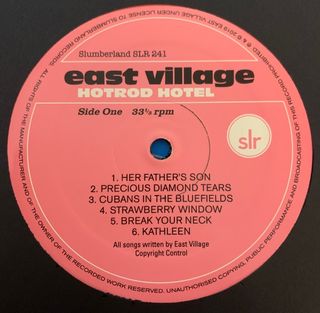 Slumberland SLR 241
east village
HOTROD HOTEL
Side One 33⅓ rpm
slr
1. HER FATHER'S SON
2. PRECIOUS DIAMOND TEARS
3. CUBANS IN THE BLUEFIELDS
4. STRAWBERRY WINDOW
5. BREAK YOUR NECK
6. KATHLEEN
All songs written by East Village
Copyright Control
ALL RIGHTS OF THE MANUFACTURER AND OF THE OWNER OF THE RECORDED WORK RESERVED. UNAUTHORISED COPYING, PUBLIC PERFORMANCE AND BROADCASTING OF THIS RECORD PROHIBITED. ℗ & © 2019 EAST VILLAGE UNDER LICENSE TO SLUMBERLAND RECORDS.